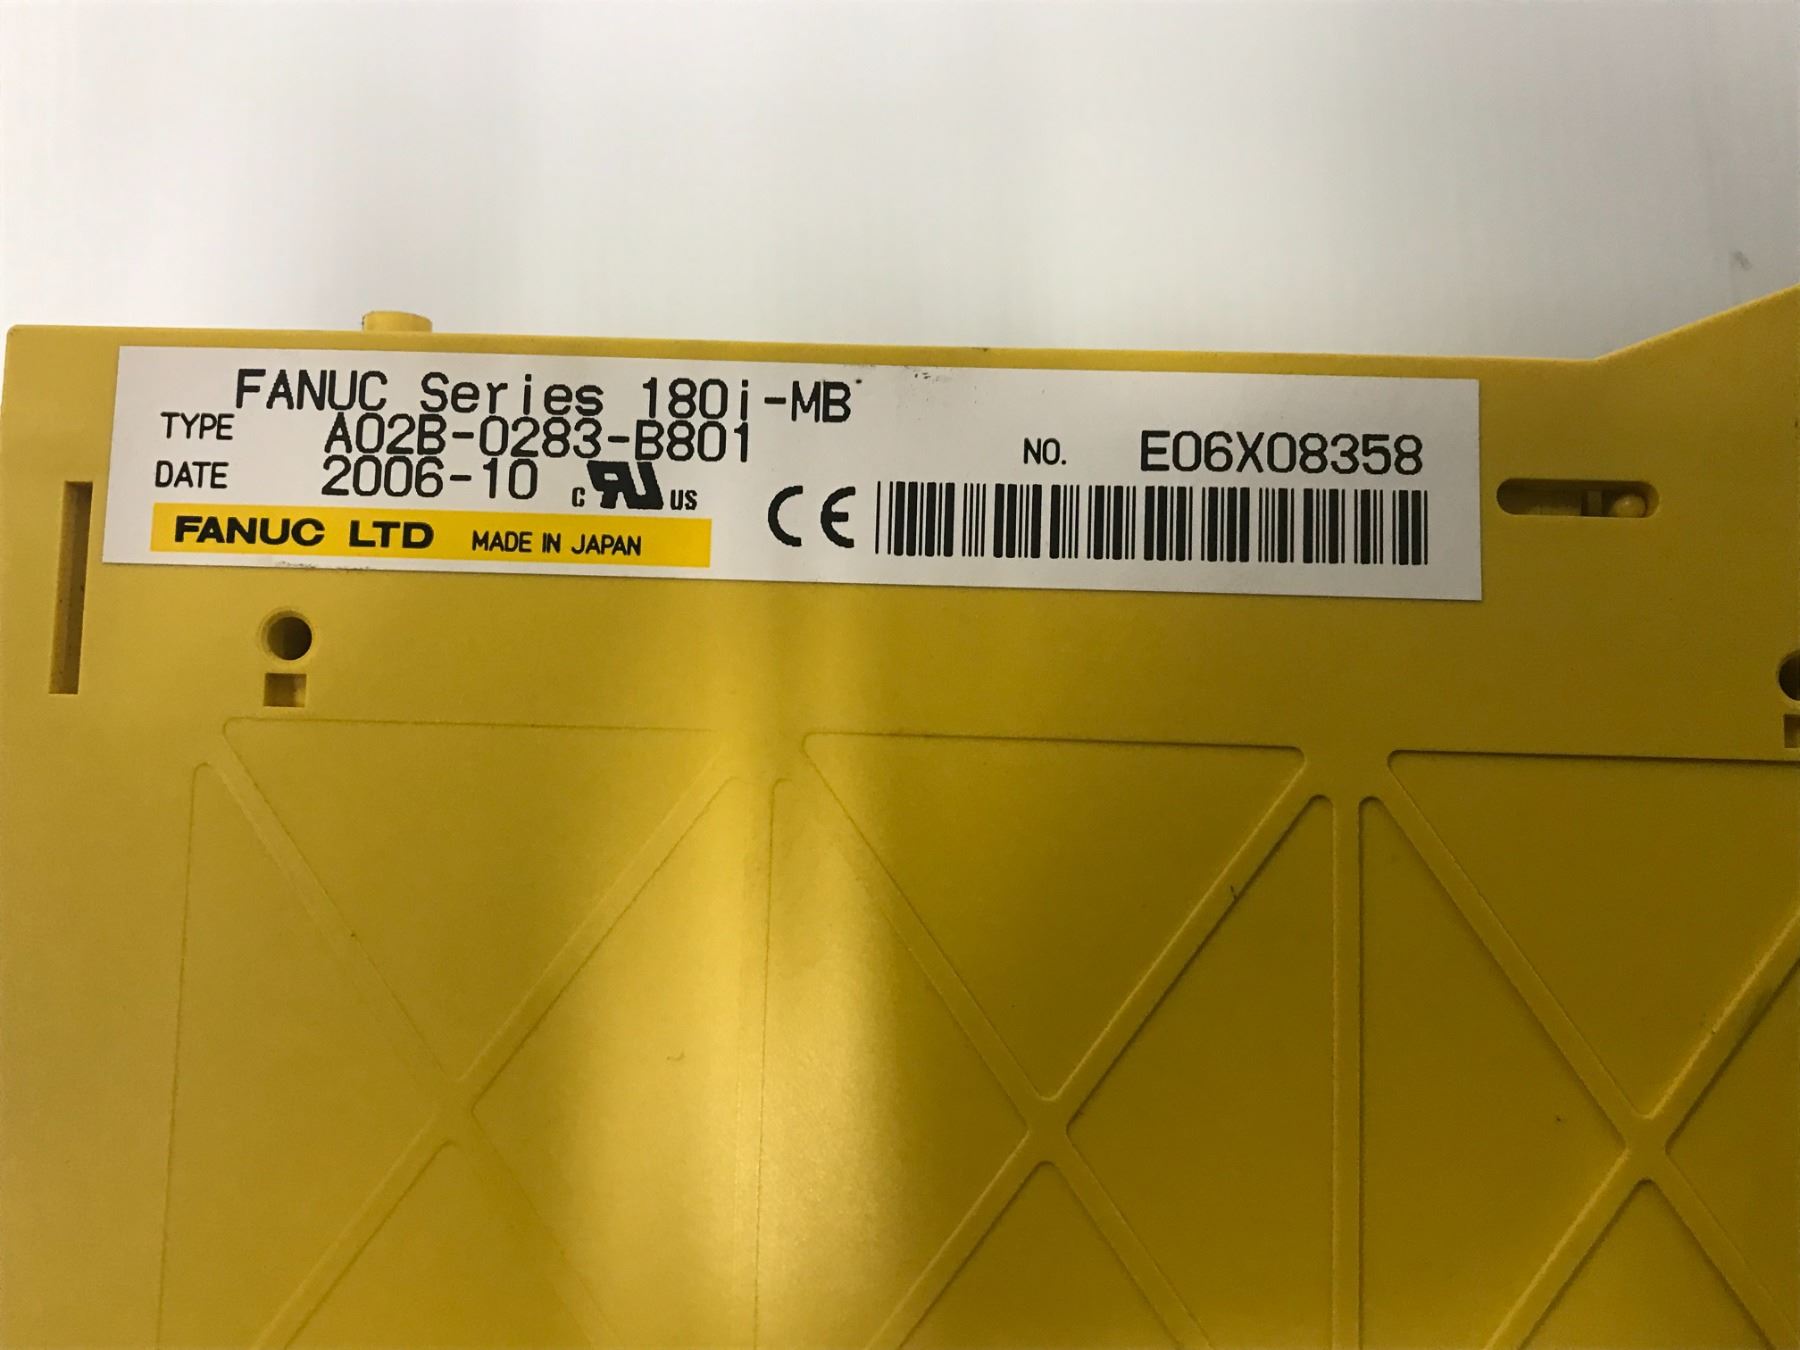 FANUC Series 180i-MB
TYPE A02B-0283-B801
NO. E06X08358
DATE 2006-10
c RU US
CE
FANUC LTD MADE IN JAPAN